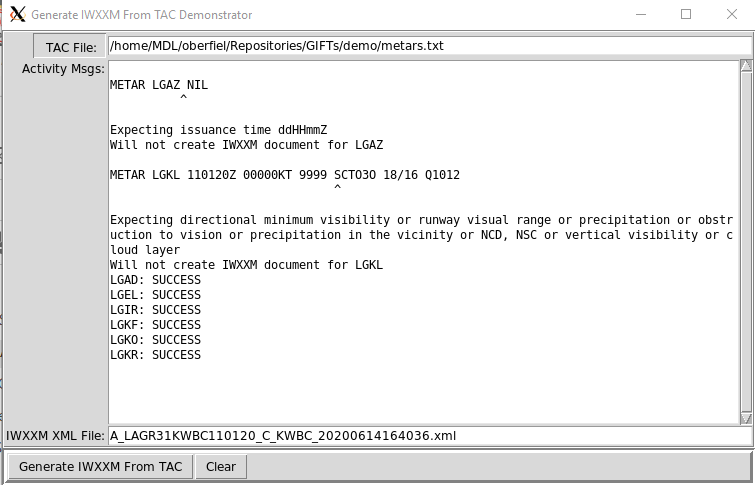 Generate IWXXM From TAC Demonstrator
TAC File: /home/MDL/oberfiel/Repositories/GIFTs/demo/metars.txt
Activity Msgs:
METAR LGAZ NIL
^
Expecting issuance time ddHHmmZ
Will not create IWXXM document for LGAZ
METAR LGKL 110120Z 00000KT 9999 SCTO3O 18/16 Q1012
^
Expecting directional minimum visibility or runway visual range or precipitation or obstr
uction to vision or precipitation in the vicinity or NCD, NSC or vertical visibility or c
loud layer
Will not create IWXXM document for LGKL
LGAD: SUCCESS
LGEL: SUCCESS
LGIR: SUCCESS
LGKF: SUCCESS
LGKO: SUCCESS
LGKR: SUCCESS
IWXXM XML File: A_LAGR31KWBC110120_C_KWBC_20200614164036.xml
Generate IWXXM From TAC Clear